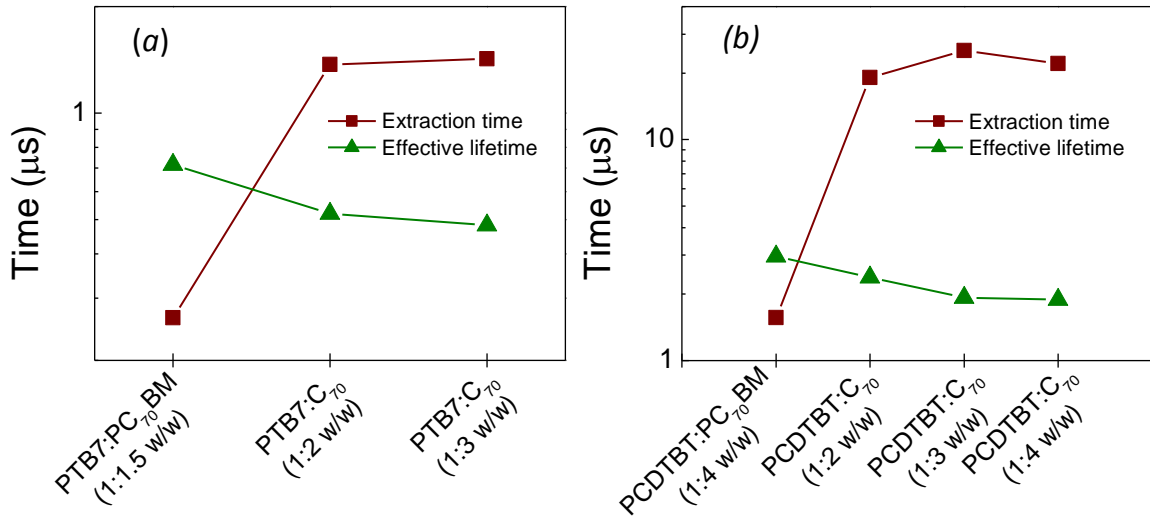 (a)
Time (μs)
1
Extraction time
Effective lifetime
PTB7:PC₇₀BM
(1:1.5 w/w)
PTB7:C₇₀
(1:2 w/w)
PTB7:C₇₀
(1:3 w/w)
(b)
Time (μs)
10
1
Extraction time
Effective lifetime
PCDTBT:PC₇₀BM
(1:4 w/w)
PCDTBT:C₇₀
(1:2 w/w)
PCDTBT:C₇₀
(1:3 w/w)
PCDTBT:C₇₀
(1:4 w/w)